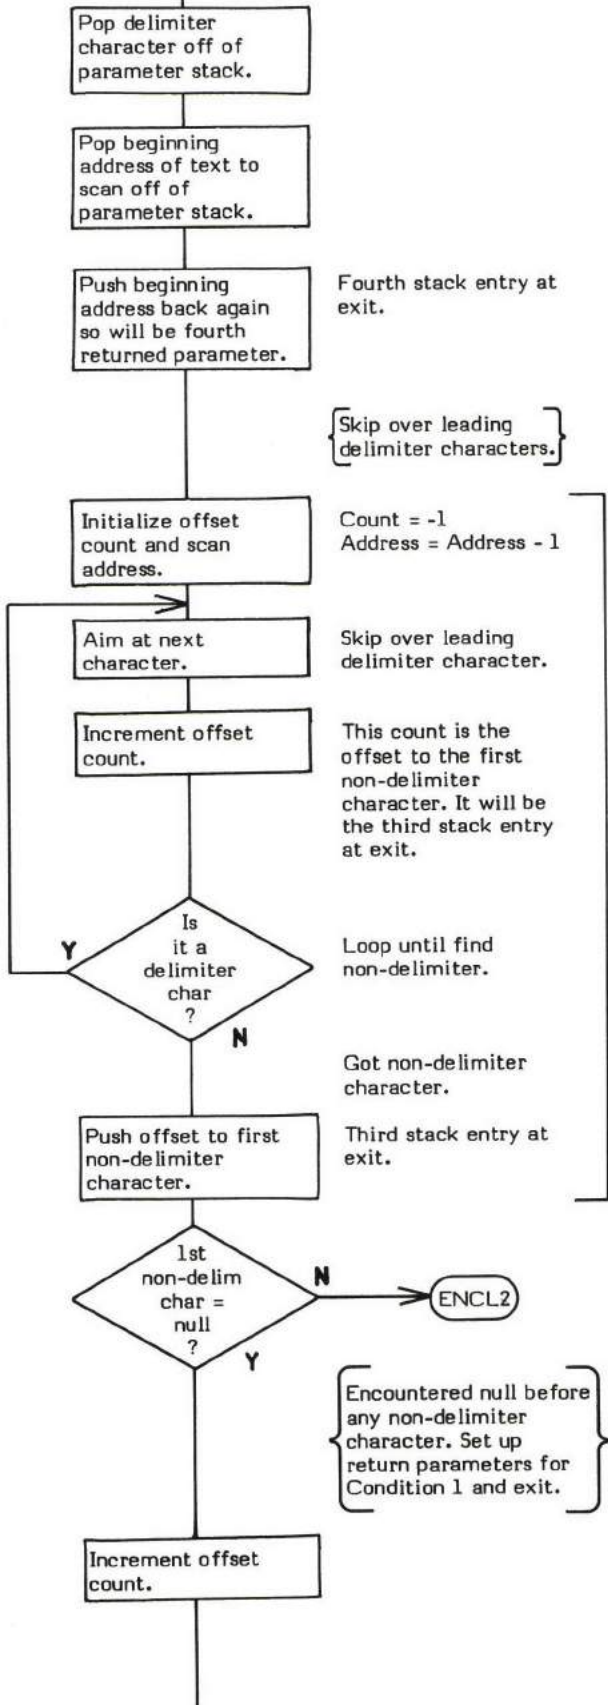 Pop delimiter
character off of
parameter stack.
Pop beginning
address of text to
scan off of
parameter stack.
Push beginning
address back again
so will be fourth
returned parameter.
Fourth stack entry at
exit.
Skip over leading
delimiter characters.
Initialize offset
count and scan
address.
Count = -1
Address = Address - 1
Aim at next
character.
Skip over leading
delimiter character.
Increment offset
count.
This count is the
offset to the first
non-delimiter
character. It will be
the third stack entry
at exit.
Is
it a
delimiter
char
?
Y
N
Loop until find
non-delimiter.
Got non-delimiter
character.
Push offset to first
non-delimiter
character.
Third stack entry at
exit.
1st
non-delim
char =
null
?
N
Y
ENCL2
Encountered null before
any non-delimiter
character. Set up
return parameters for
Condition 1 and exit.
Increment offset
count.